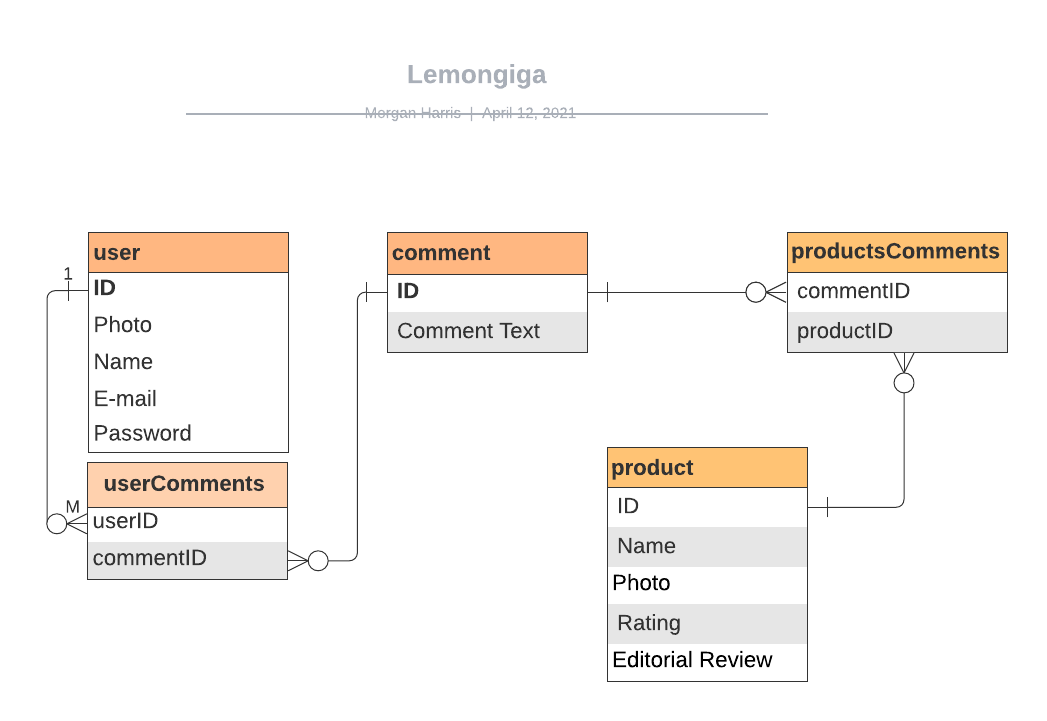 Lemongiga
Morgan Harris | April 12, 2021
user
1
ID
Photo
Name
E-mail
Password
userComments
M
userID
commentID
comment
ID
Comment Text
productsComments
commentID
productID
product
ID
Name
Photo
Rating
Editorial Review